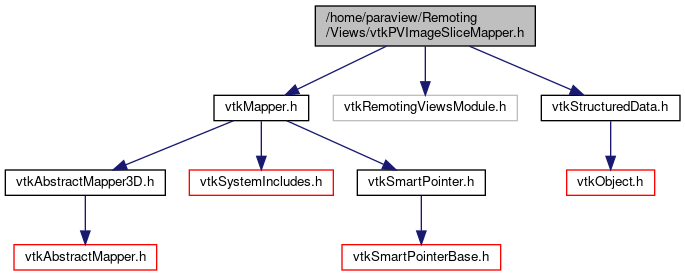 /home/paraview/Remoting
/Views/vtkPVImageSliceMapper.h
vtkMapper.h
vtkRemotingViewsModule.h
vtkStructuredData.h
vtkAbstractMapper3D.h
vtkSystemIncludes.h
vtkSmartPointer.h
vtkObject.h
vtkAbstractMapper.h
vtkSmartPointerBase.h